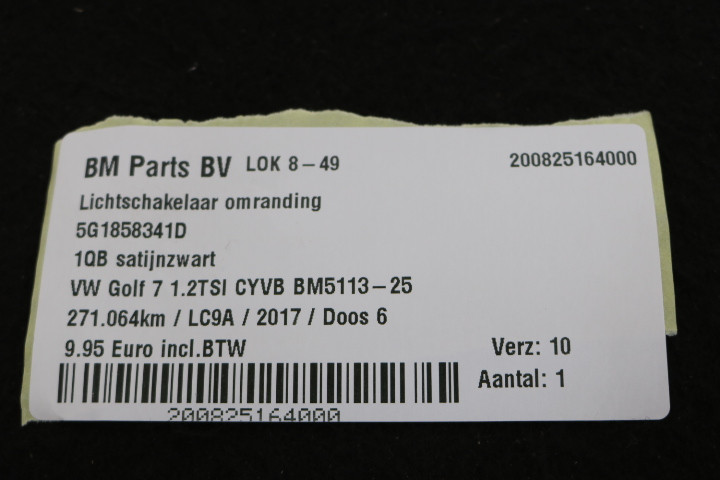 BM Parts BV LOK 8-49 200825164000
Lichtschakelaar omranding
5G1858341D
1QB satijnzwart
VW Golf 7 1.2TSI CYVB BM5113-25
271.064km / LC9A / 2017 / Doos 6
9.95 Euro incl.BTW Verz: 10
Aantal: 1
200825164000